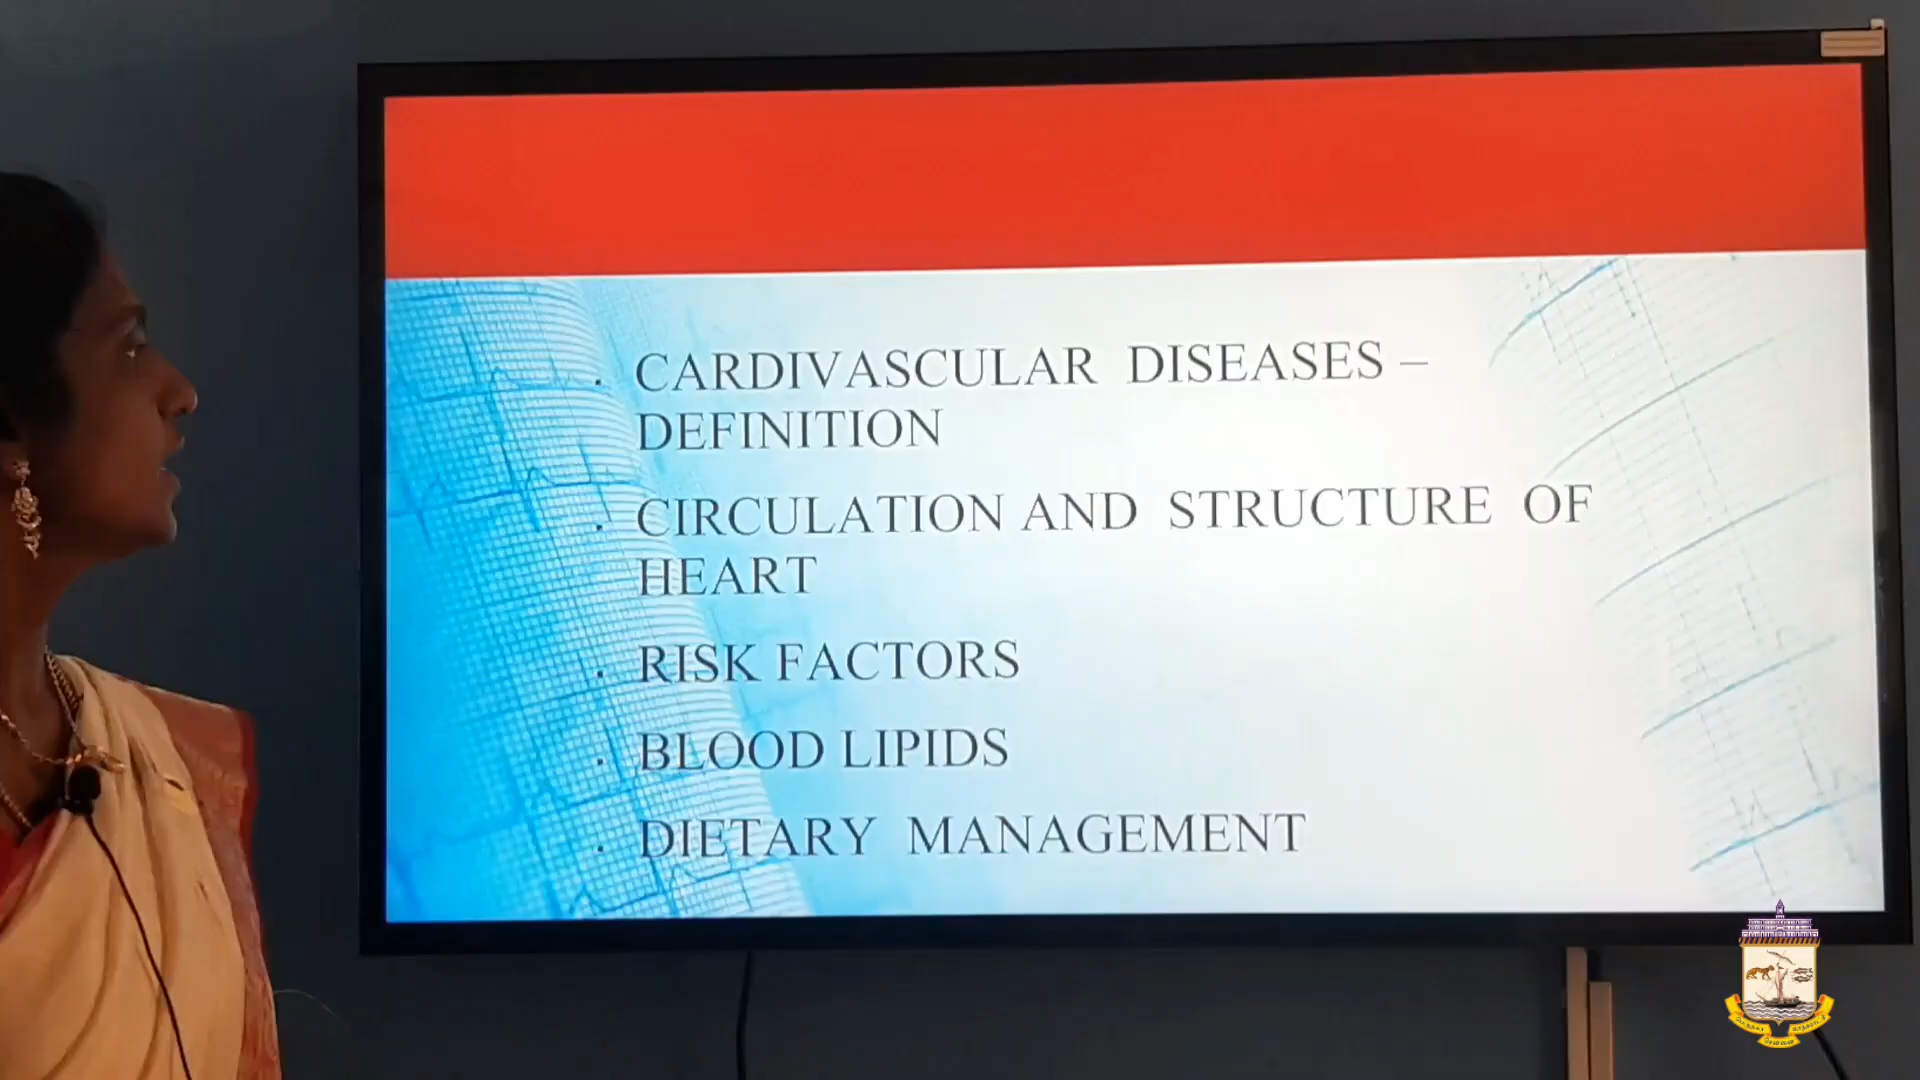 . CARDIVASCULAR DISEASES –
DEFINITION
. CIRCULATION AND STRUCTURE OF
HEART
. RISK FACTORS
. BLOOD LIPIDS
. DIETARY MANAGEMENT